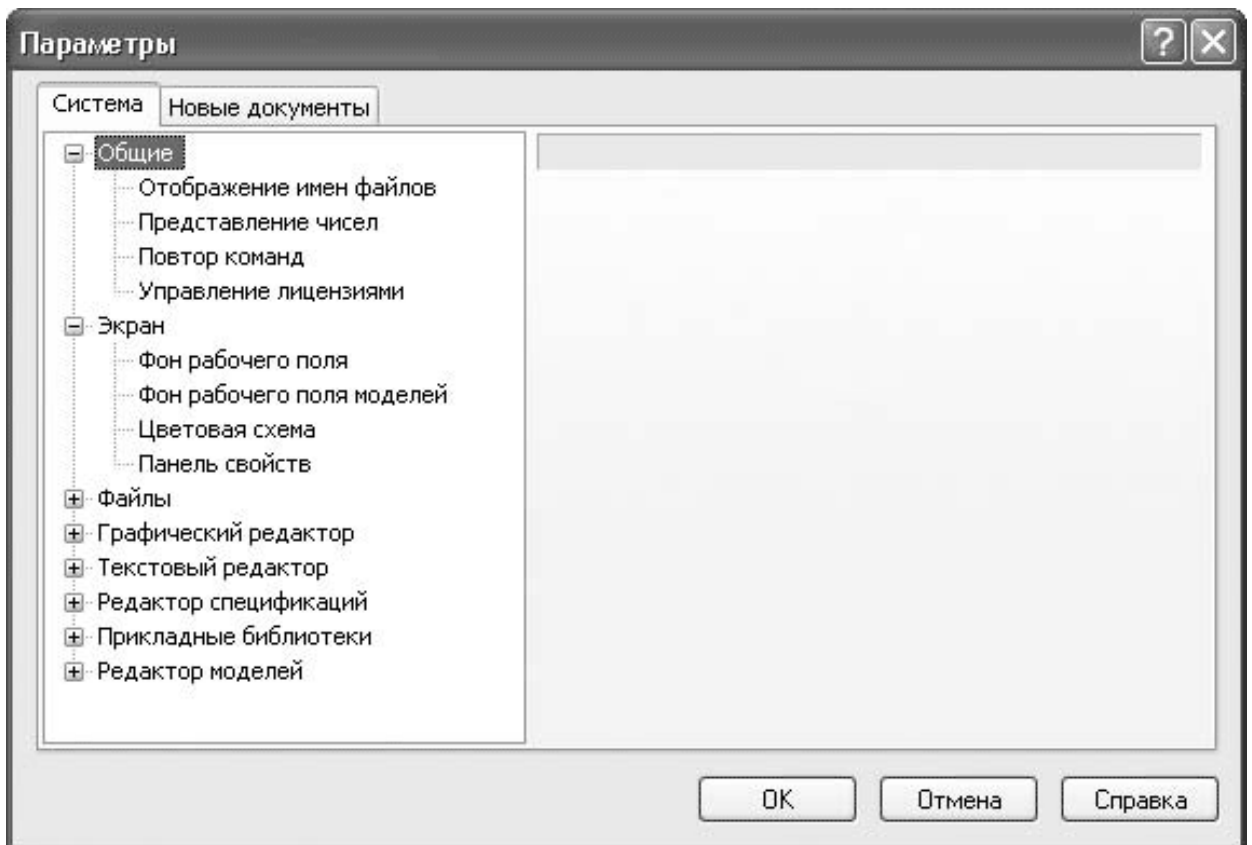 Параметры
Система
Новые документы
Общие
Отображение имен файлов
Представление чисел
Повтор команд
Управление лицензиями
Экран
Фон рабочего поля
Фон рабочего поля моделей
Цветовая схема
Панель свойств
Файлы
Графический редактор
Текстовый редактор
Редактор спецификаций
Прикладные библиотеки
Редактор моделей
ОК
Отмена
Справка